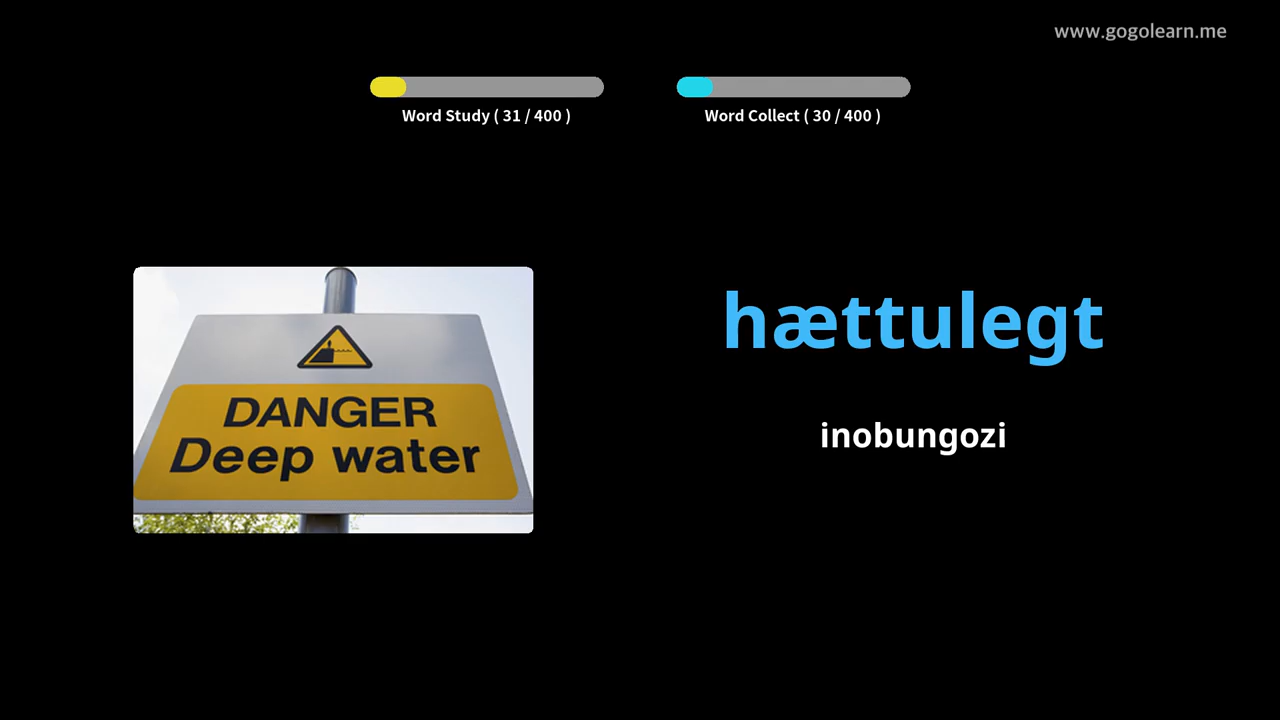 www.gogolearn.me
Word Study ( 31 / 400 )
Word Collect ( 30 / 400 )
DANGER
Deep water
hættulegt
inobungozi